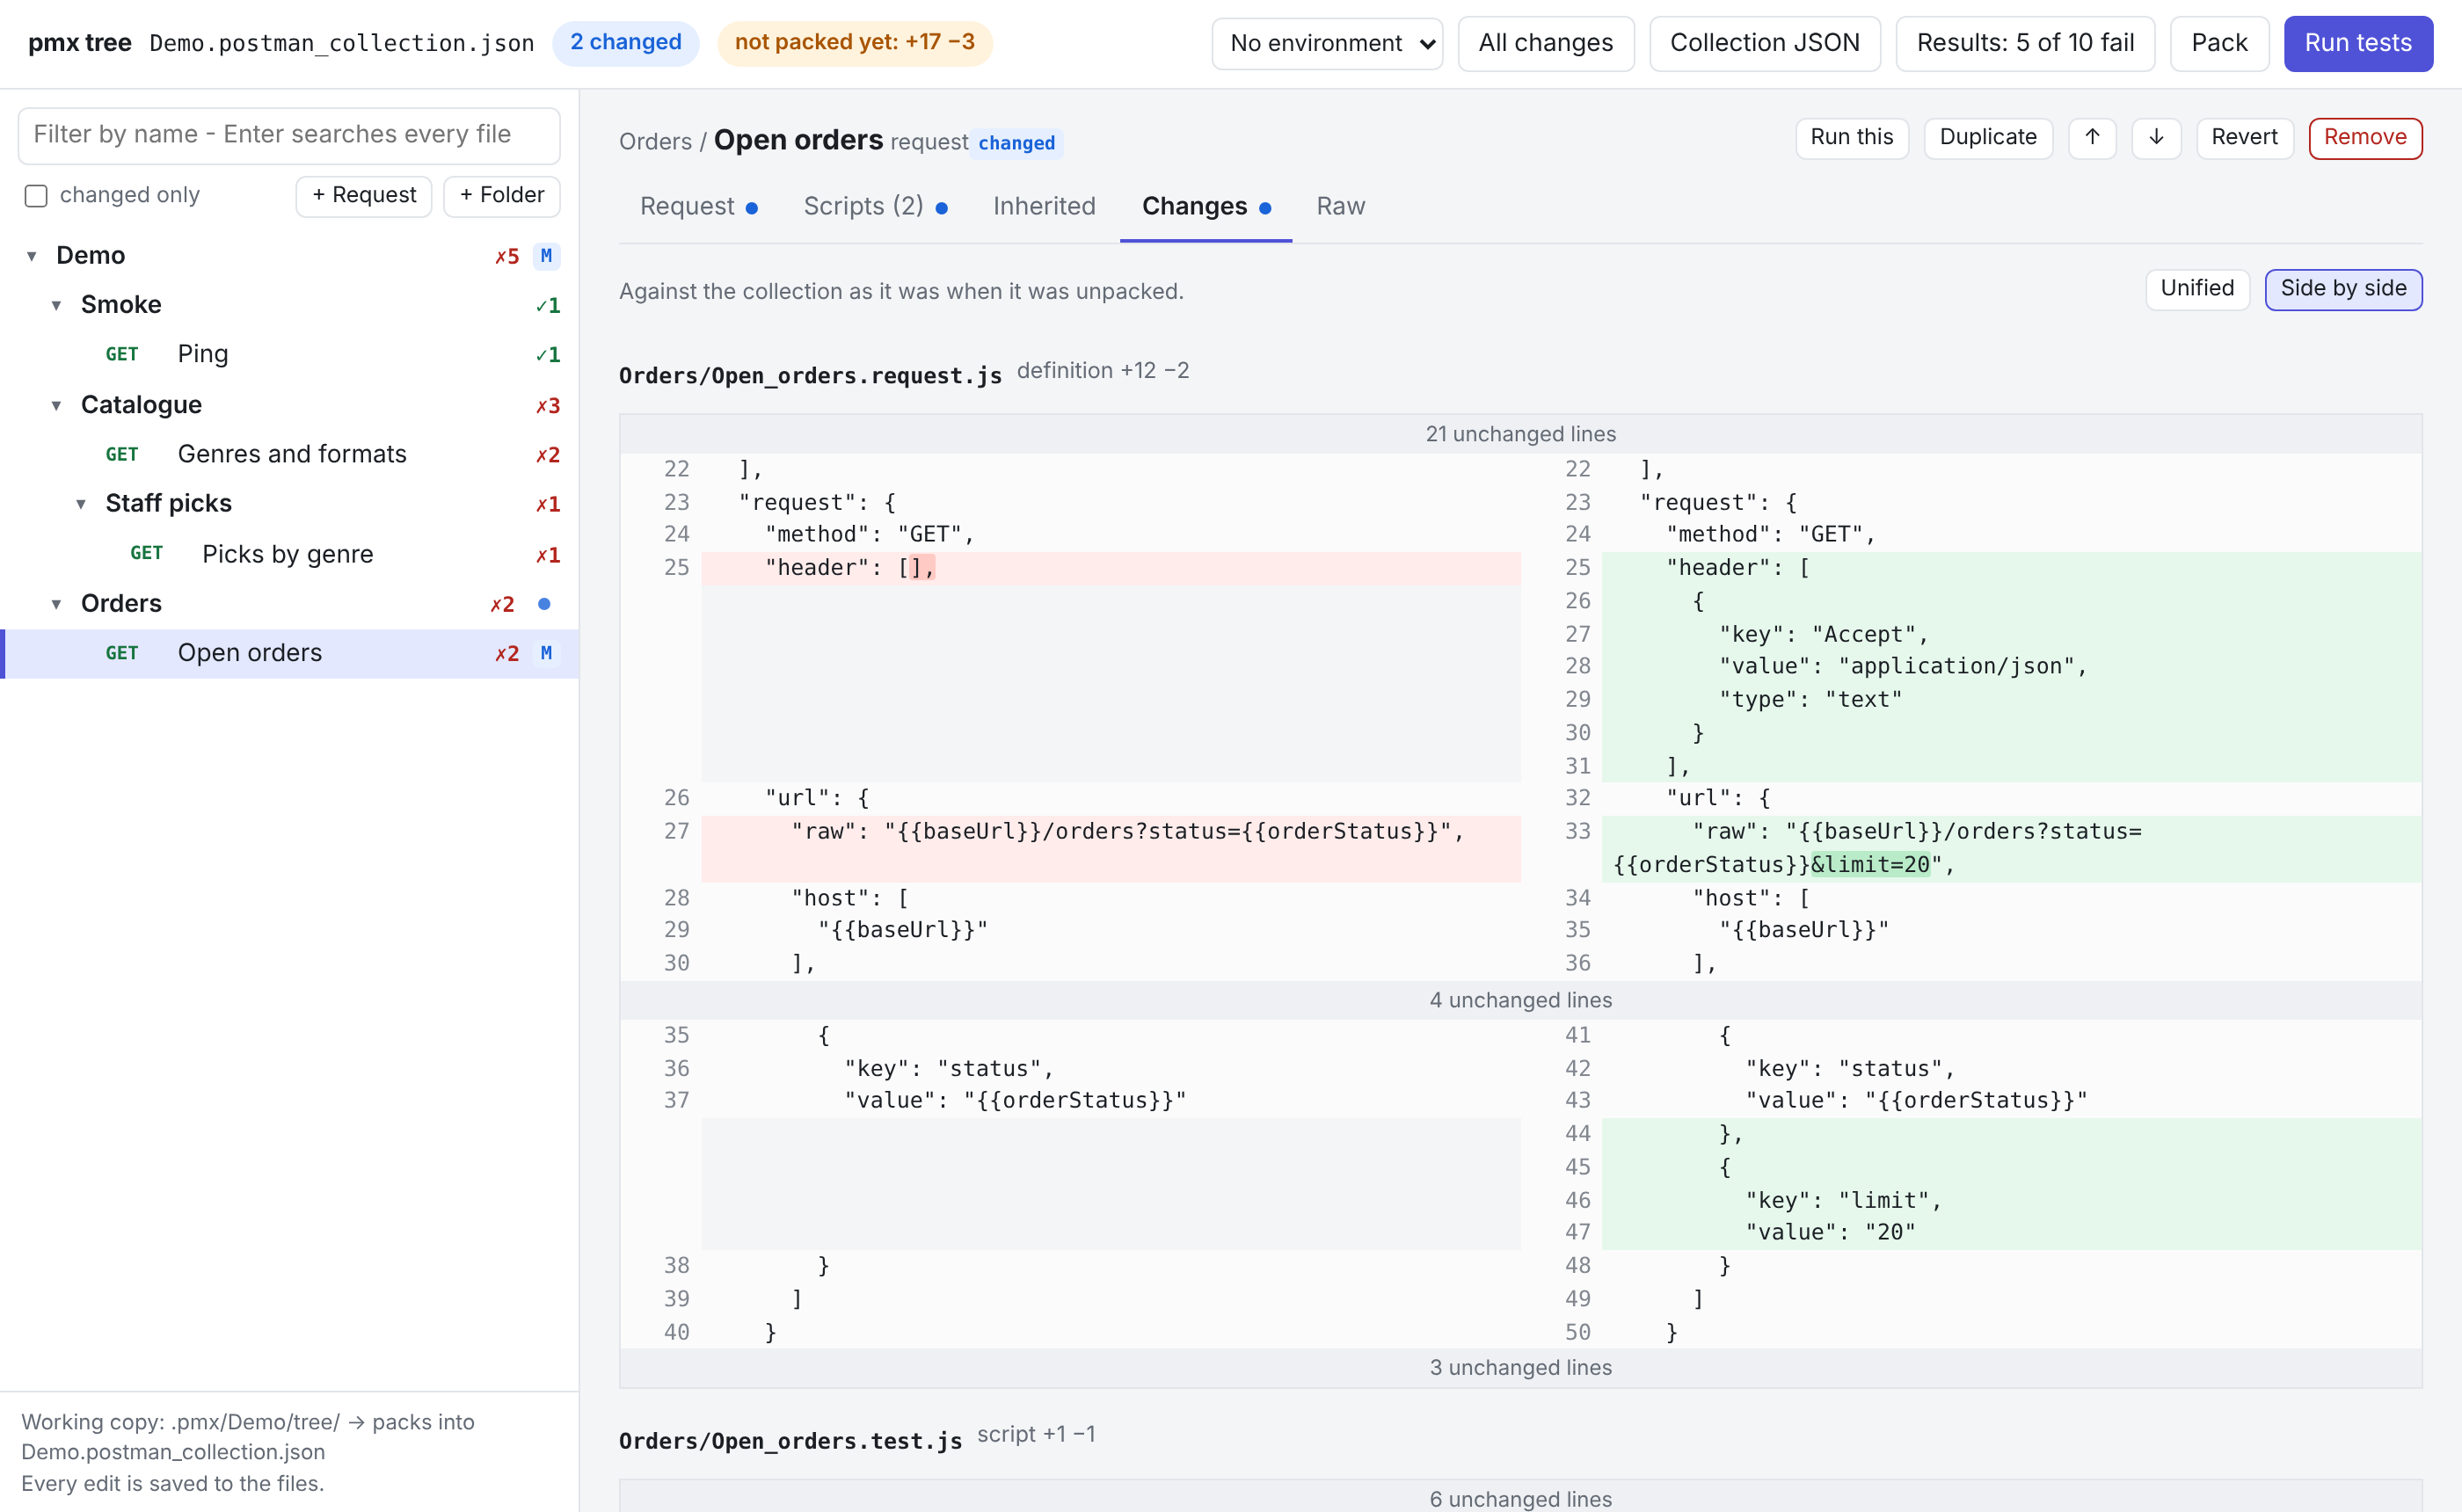 pmx tree Demo.postman_collection.json 2 changed not packed yet: +17 −3 No environment All changes Collection JSON Results: 5 of 10 fail Pack Run tests
Filter by name - Enter searches every file
changed only + Request + Folder
▾ Demo ✗5 M
▾ Smoke ✓1
GET Ping ✓1
▾ Catalogue ✗3
GET Genres and formats ✗2
▾ Staff picks ✗1
GET Picks by genre ✗1
▾ Orders ✗2 ●
GET Open orders ✗2 M
Working copy: .pmx/Demo/tree/ → packs into
Demo.postman_collection.json
Every edit is saved to the files.
Orders / Open orders request changed Run this Duplicate ↑ ↓ Revert Remove
Request ● Scripts (2) ● Inherited Changes ● Raw
Against the collection as it was when it was unpacked. Unified Side by side
Orders/Open_orders.request.js definition +12 −2
21 unchanged lines
22 ], 22 ],
23 "request": { 23 "request": {
24 "method": "GET", 24 "method": "GET",
25 "header": [], 25 "header": [
26 {
27 "key": "Accept",
28 "value": "application/json",
29 "type": "text"
30 }
31 ],
26 "url": { 32 "url": {
27 "raw": "{{baseUrl}}/orders?status={{orderStatus}}", 33 "raw": "{{baseUrl}}/orders?status=
{{orderStatus}}&limit=20",
28 "host": [ 34 "host": [
29 "{{baseUrl}}" 35 "{{baseUrl}}"
30 ], 36 ],
4 unchanged lines
35 { 41 {
36 "key": "status", 42 "key": "status",
37 "value": "{{orderStatus}}" 43 "value": "{{orderStatus}}"
44 },
45 {
46 "key": "limit",
47 "value": "20"
38 } 48 }
39 ] 49 ]
40 } 50 }
3 unchanged lines
Orders/Open_orders.test.js script +1 −1
6 unchanged lines